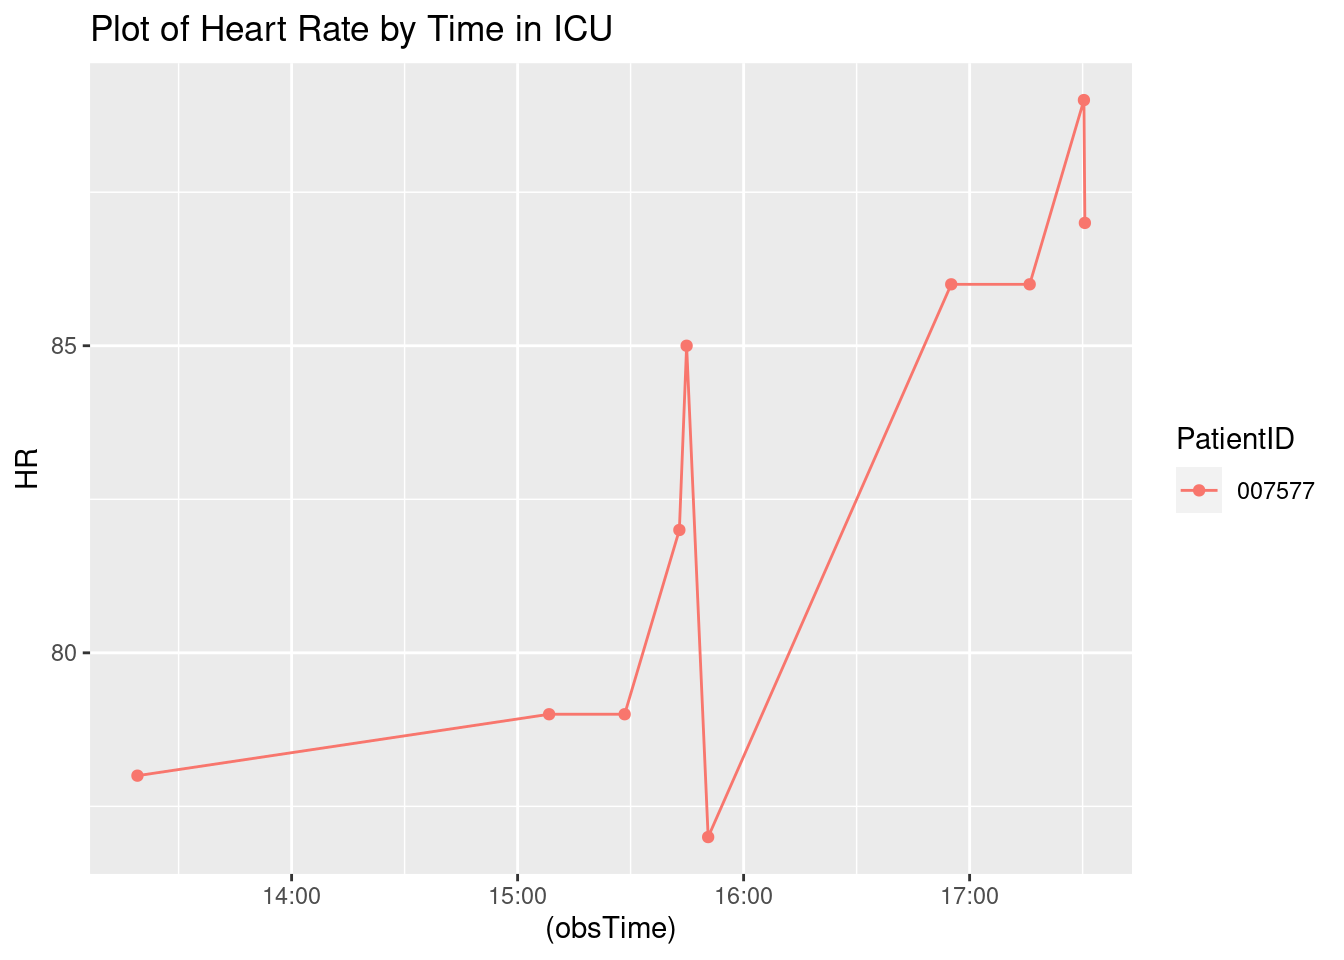 Plot of Heart Rate by Time in ICU
HR
85
80
14:00 15:00 16:00 17:00
(obsTime)
PatientID
007577